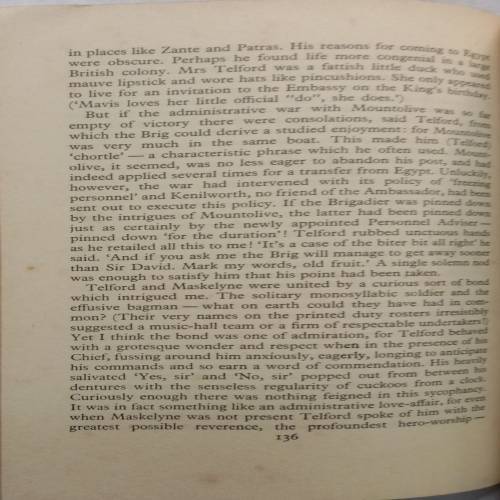 in places like Zante and Patras. His reasons for coming to Egypt
were obscure. Perhaps he found life more congenial in a large
British colony. Mrs Telford was a fattish little duck who used
mauve lipstick and wore hats like pincushions. She only appeared
to live for an invitation to the Embassy on the King's birthday.
('Mavis loves her little official "do", she does.')
But if the administrative war with Mountolive was so far
empty of victory there were consolations, said Telford, from
which the Brig could derive a studied enjoyment: for Mountolive
was very much in the same boat. This made him (Telford)
'chortle' — a characteristic phrase which he often used. Mount-
olive, it seemed, was no less eager to abandon his post, and had
indeed applied several times for a transfer from Egypt. Unluckily,
however, the war had intervened with its policy of 'freezing
personnel' and Kenilworth, no friend of the Ambassador, had been
sent out to execute this policy. If the Brigadier was pinned down
by the intrigues of Mountolive, the latter had been pinned down
just as certainly by the newly appointed Personnel Adviser —
pinned down 'for the duration'! Telford rubbed unctuous hands
as he retailed all this to me! 'It's a case of the biter bit all right' he
said. 'And if you ask me the Brig will manage to get away sooner
than Sir David. Mark my words, old fruit.' A single solemn nod
was enough to satisfy him that his point had been taken.
Telford and Maskelyne were united by a curious sort of bond
which intrigued me. The solitary monosyllabic soldier and the
effusive bagman — what on earth could they have had in com-
mon? (Their very names on the printed duty rosters irresistibly
suggested a music-hall team or a firm of respectable undertakers!)
Yet I think the bond was one of admiration, for Telford behaved
with a grotesque wonder and respect when in the presence of his
Chief, fussing around him anxiously, eagerly, longing to anticipate
his commands and so earn a word of commendation. His heavily
salivated 'Yes, sir' and 'No, sir' popped out from between his
dentures with the senseless regularity of cuckoos from a clock.
Curiously enough there was nothing feigned in this sycophancy.
It was in fact something like an administrative love-affair, for even
when Maskelyne was not present Telford spoke of him with the
greatest possible reverence, the profoundest hero-worship —
136